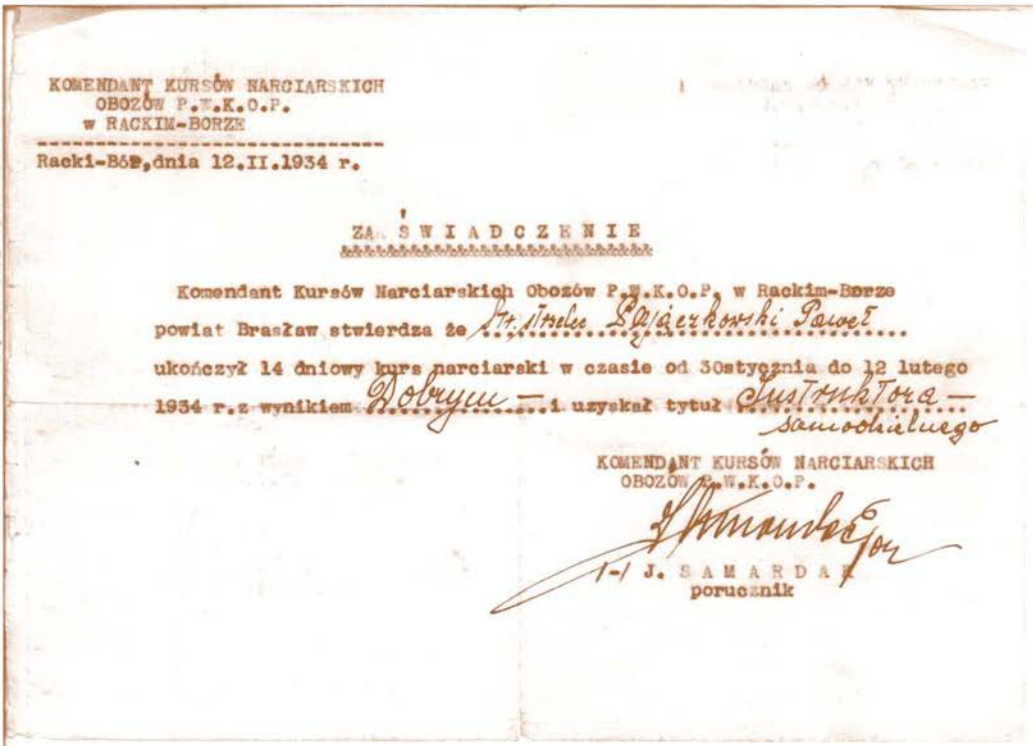 KOMENDANT KURSÓW NARCIARSKICH
OBOZÓW P.W.K.O.P.
w RACKIM-BORZE
Racki-Bór,dnia 12.II.1934 r.
ZAŚWIADCZENIE
&&&&&&&&&&&&&&&&&&&&&&&&&&&&&
Komendant Kursów Narciarskich Obozów P.W.K.O.P. w Rackim-Borze
powiat Brasław stwierdza że Str. strzelec Paweł
ukończył 14 dniowy kurs narciarski w czasie od 30stycznia do 12 lutego
1934 r.z wynikiem Dobrym — i uzyskał tytuł Instruktora —
samodzielnego
KOMENDANT KURSÓW NARCIARSKICH
OBOZÓW P.W.K.O.P.
/-/ J. SAMARDAK
porucznik